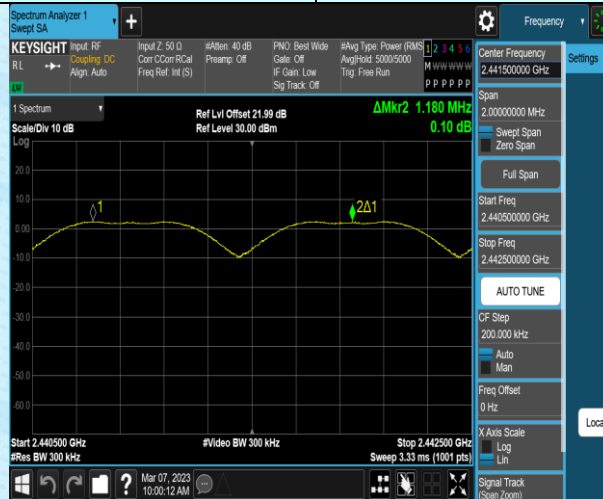 Spectrum Analyzer 1
Swept SA
+
Frequency
KEYSIGHT
RL
Input: RF
Coupling: DC
Align: Auto
Input Z: 50 Ω
Corr CCorr RCal
Freq Ref: Int (S)
#Atten: 40 dB
Preamp: Off
PNO: Best Wide
Gate: Off
IF Gain: Low
Sig Track: Off
#Avg Type: Power (RMS
Avg|Hold: 5000/5000
Trig: Free Run
1 2 3 4 5 6
M W W W W W
P P P P P P
1 Spectrum
Scale/Div 10 dB
Log
Ref Lvl Offset 21.99 dB
Ref Level 30.00 dBm
ΔMkr2 1.180 MHz
0.10 dB
1
2Δ1
20.0
10.0
0.00
-10.0
-20.0
-30.0
-40.0
-50.0
-60.0
Start 2.440500 GHz
#Res BW 300 kHz
#Video BW 300 kHz
Stop 2.442500 GHz
Sweep 3.33 ms (1001 pts)
?
Mar 07, 2023
10:00:12 AM
Center Frequency
2.441500000 GHz
Settings
Span
2.00000000 MHz
Swept Span
Zero Span
Full Span
Start Freq
2.440500000 GHz
Stop Freq
2.442500000 GHz
AUTO TUNE
CF Step
200.000 kHz
Auto
Man
Freq Offset
0 Hz
X Axis Scale
Log
Lin
Loca
Signal Track
(Span Zoom)